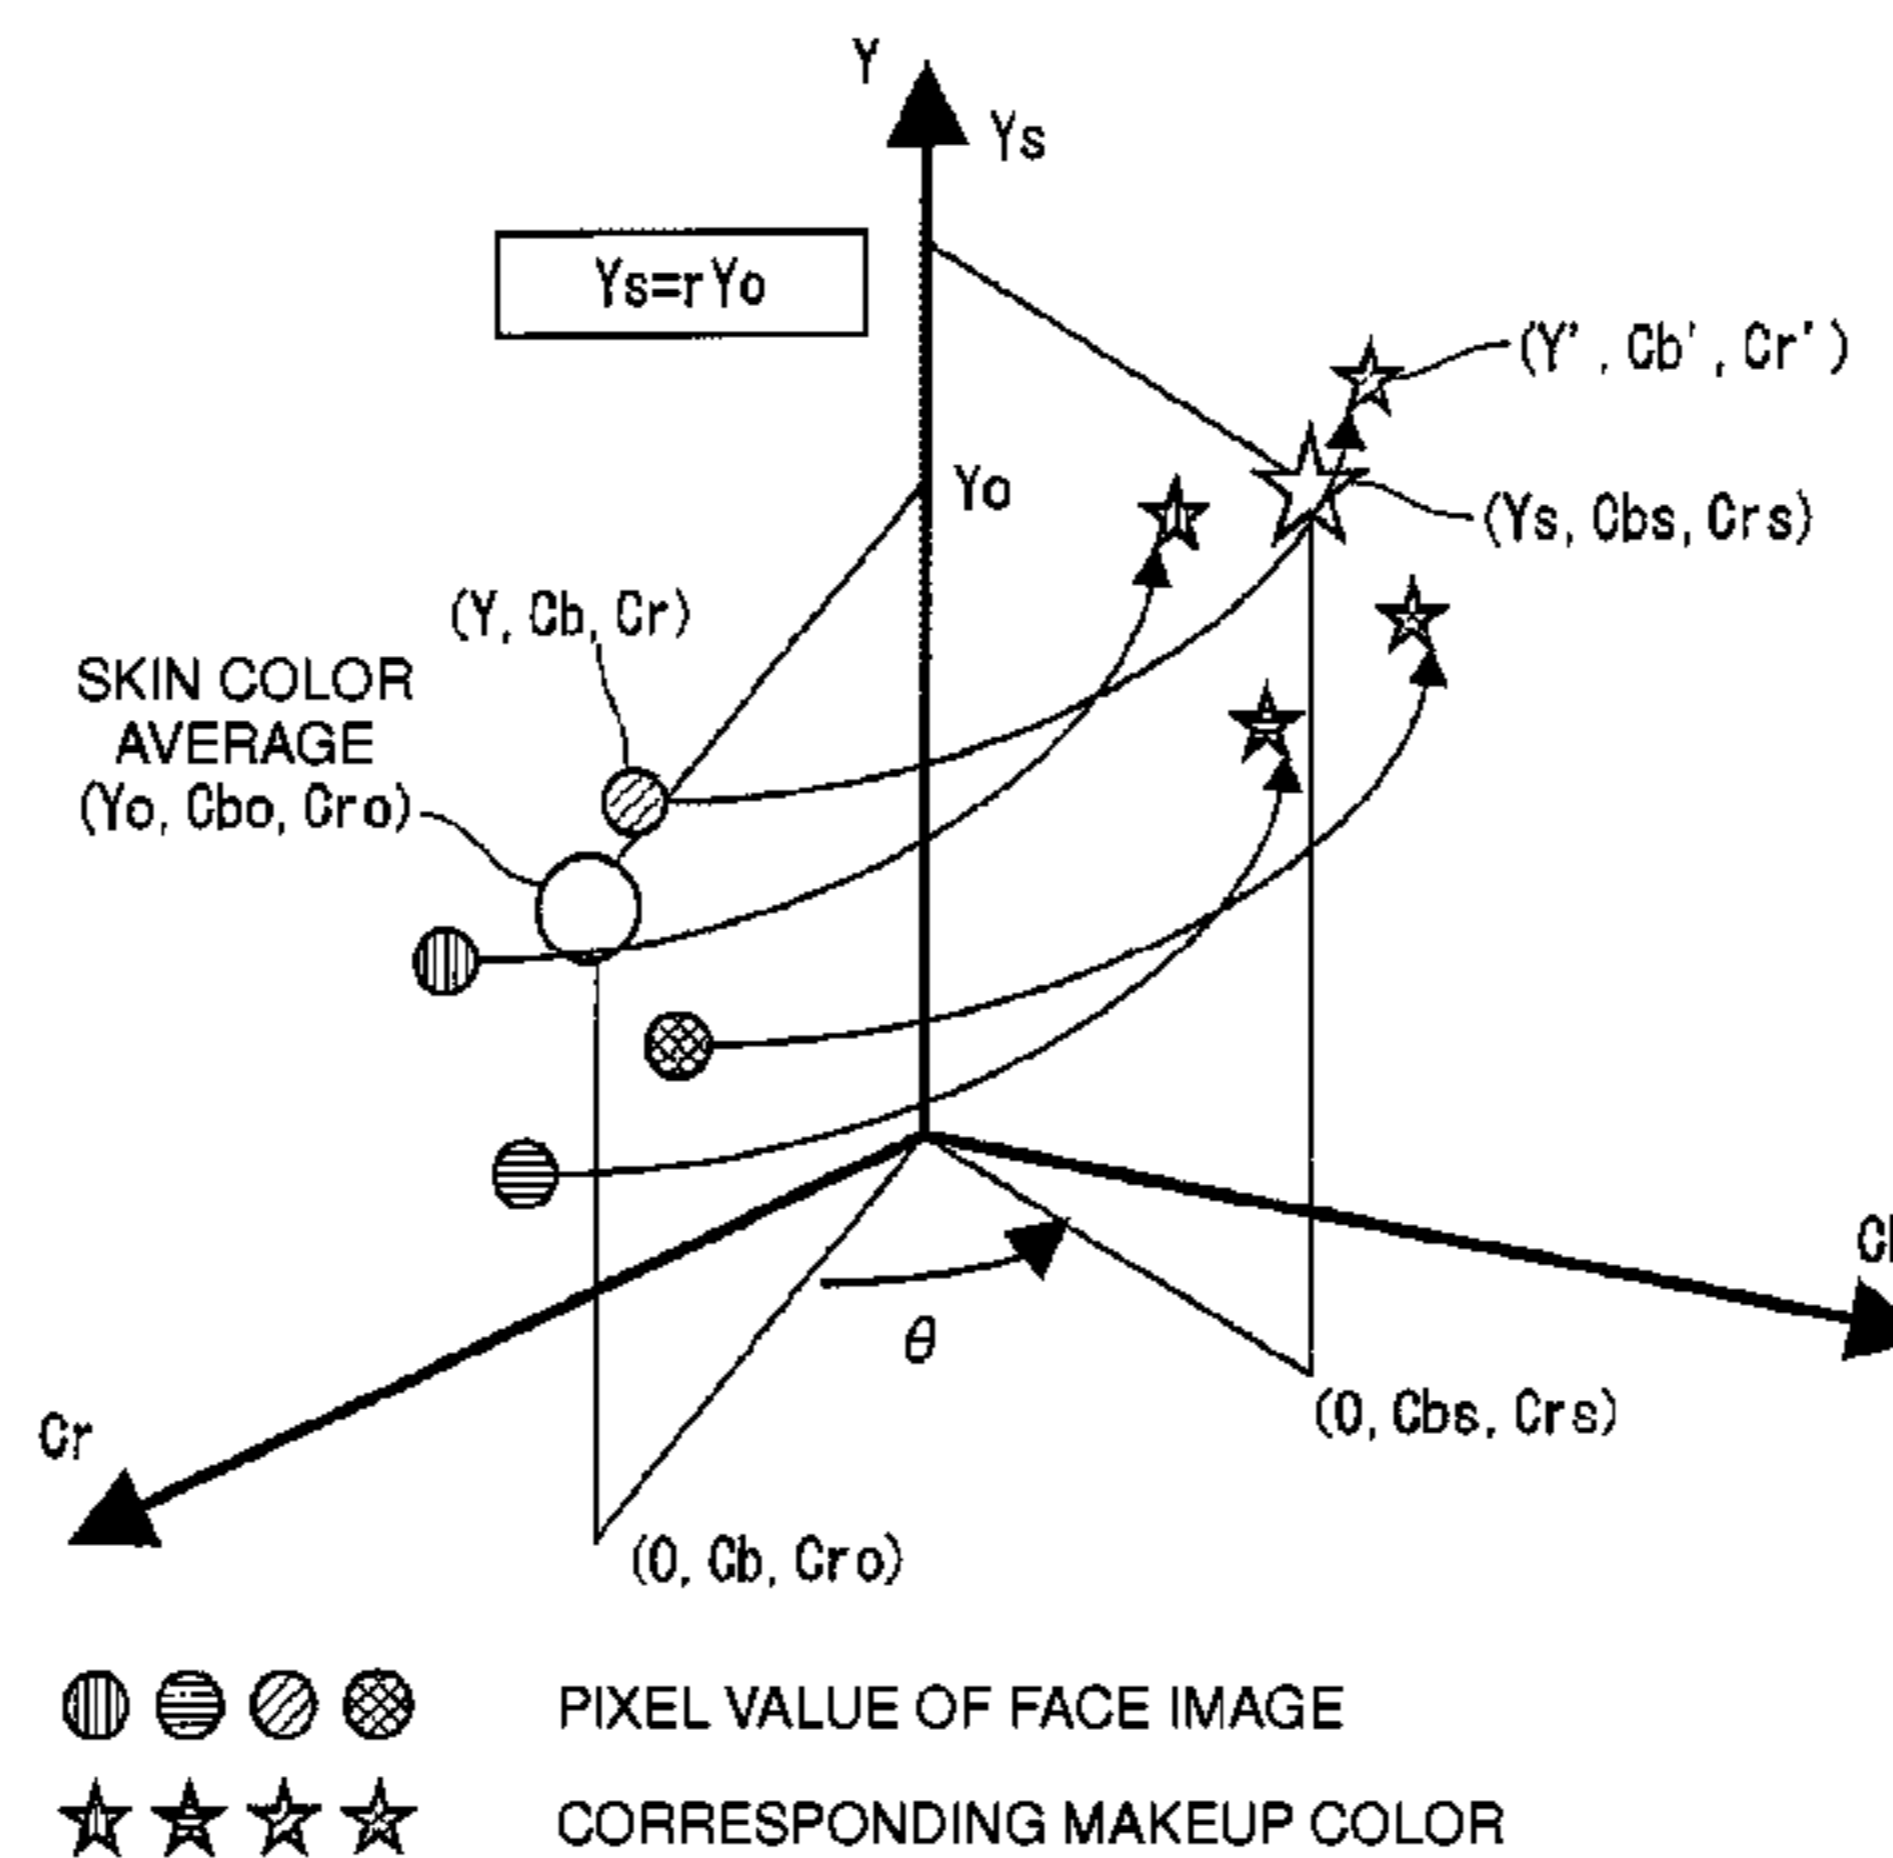 Y
Ys
Ys=rYo
(Y', Cb', Cr')
Yo
(Ys, Cbs, Crs)
(Y, Cb, Cr)
SKIN COLOR
AVERAGE
(Yo, Cbo, Cro)
θ
Cr
(0, Cbs, Crs)
(0, Cb, Cro)
PIXEL VALUE OF FACE IMAGE
CORRESPONDING MAKEUP COLOR